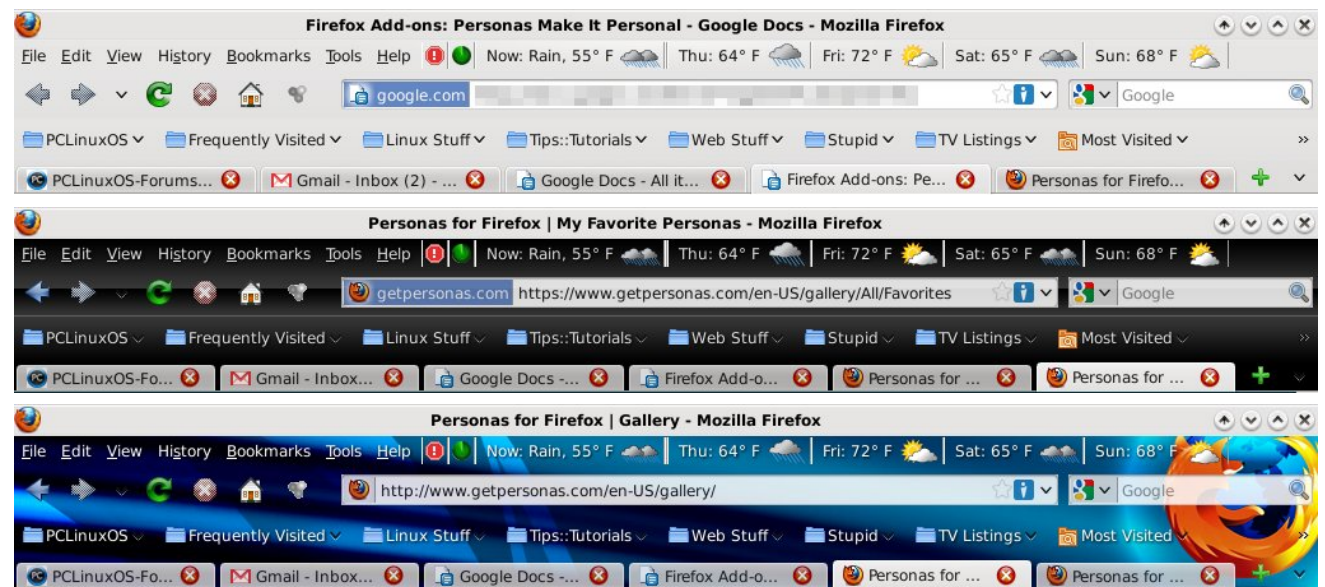 Firefox Add-ons: Personas Make It Personal - Google Docs - Mozilla Firefox
File Edit View History Bookmarks Tools Help Now: Rain, 55° F Thu: 64° F Fri: 72° F Sat: 65° F Sun: 68° F
google.com Google
PCLinuxOS Frequently Visited Linux Stuff Tips::Tutorials Web Stuff Stupid TV Listings Most Visited »
PCLinuxOS-Forums... Gmail - Inbox (2) - ... Google Docs - All it... Firefox Add-ons: Pe... Personas for Firefo...
Personas for Firefox | My Favorite Personas - Mozilla Firefox
File Edit View History Bookmarks Tools Help Now: Rain, 55° F Thu: 64° F Fri: 72° F Sat: 65° F Sun: 68° F
getpersonas.com https://www.getpersonas.com/en-US/gallery/All/Favorites Google
PCLinuxOS Frequently Visited Linux Stuff Tips::Tutorials Web Stuff Stupid TV Listings Most Visited »
PCLinuxOS-Fo... Gmail - Inbox... Google Docs -... Firefox Add-o... Personas for ... Personas for ...
Personas for Firefox | Gallery - Mozilla Firefox
File Edit View History Bookmarks Tools Help Now: Rain, 55° F Thu: 64° F Fri: 72° F Sat: 65° F Sun: 68° F
http://www.getpersonas.com/en-US/gallery/ Google
PCLinuxOS Frequently Visited Linux Stuff Tips::Tutorials Web Stuff Stupid TV Listings Most Visited »
PCLinuxOS-Fo... Gmail - Inbox... Google Docs -... Firefox Add-o... Personas for ... Personas for ...